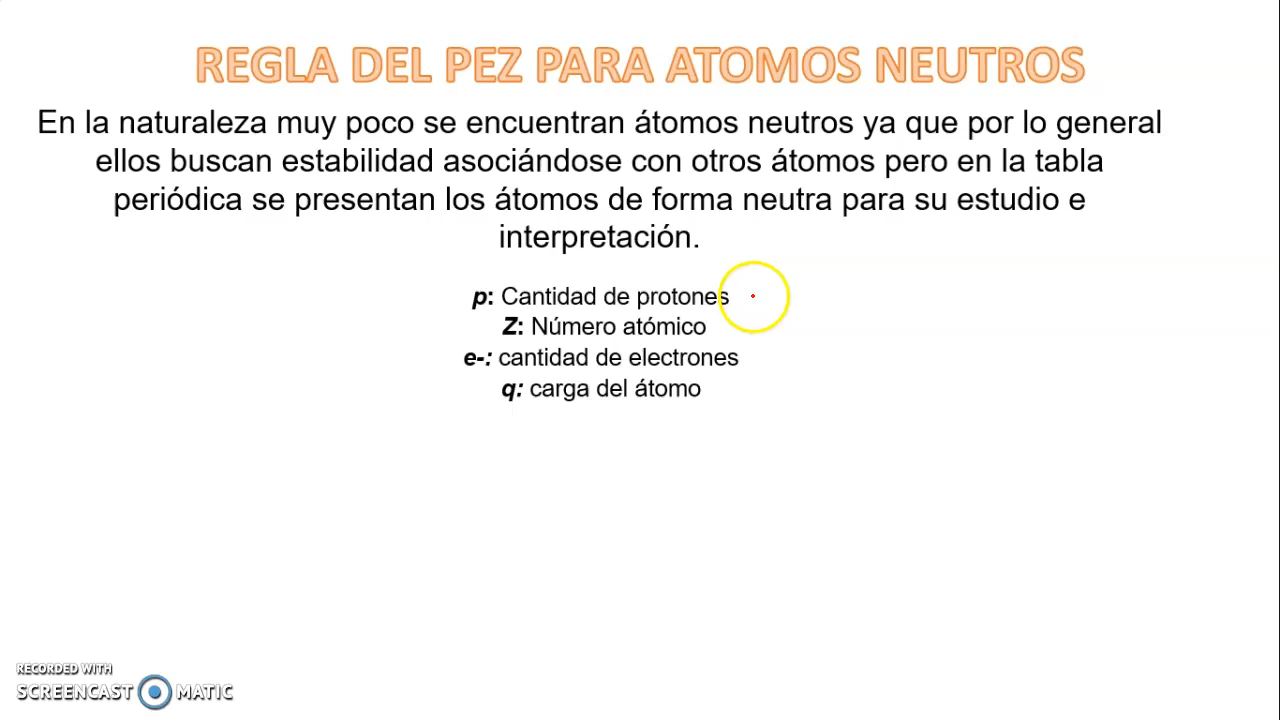 REGLA DEL PEZ PARA ATOMOS NEUTROS
En la naturaleza muy poco se encuentran átomos neutros ya que por lo general
ellos buscan estabilidad asociándose con otros átomos pero en la tabla
periódica se presentan los átomos de forma neutra para su estudio e
interpretación.
p: Cantidad de protones
Z: Número atómico
e-: cantidad de electrones
q: carga del átomo
RECORDED WITH
SCREENCAST MATIC